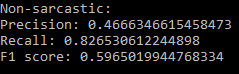 Non-sarcastic:
Precision: 0.4666346615458473
Recall: 0.826530612244898
F1 score: 0.5965019944768334